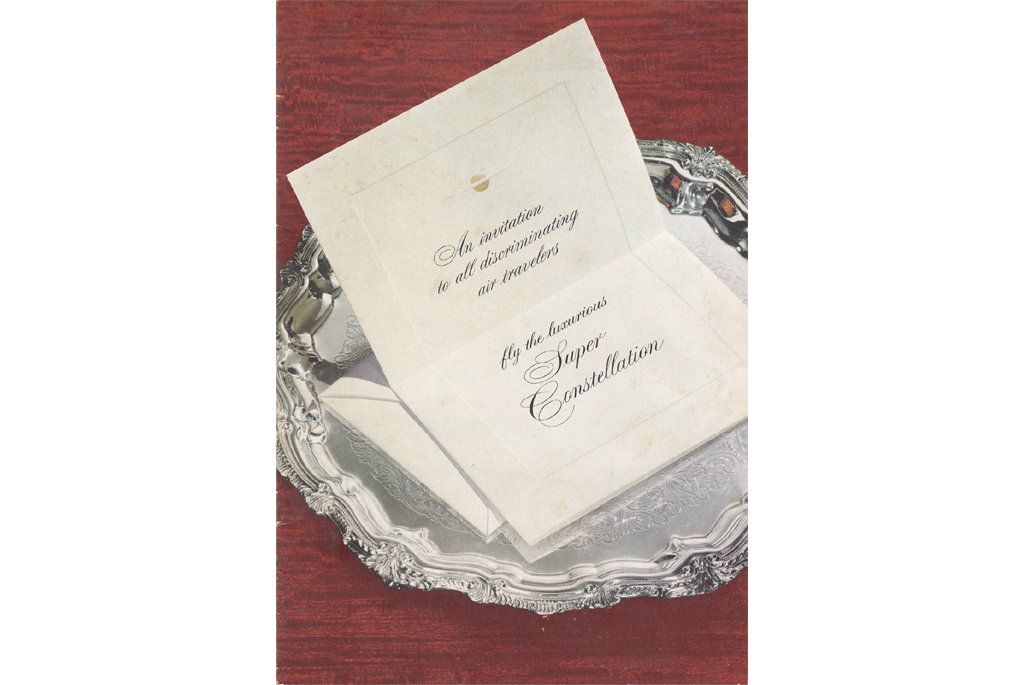 An invitation
to all discriminating
air travelers
fly the luxurious
Super
Constellation